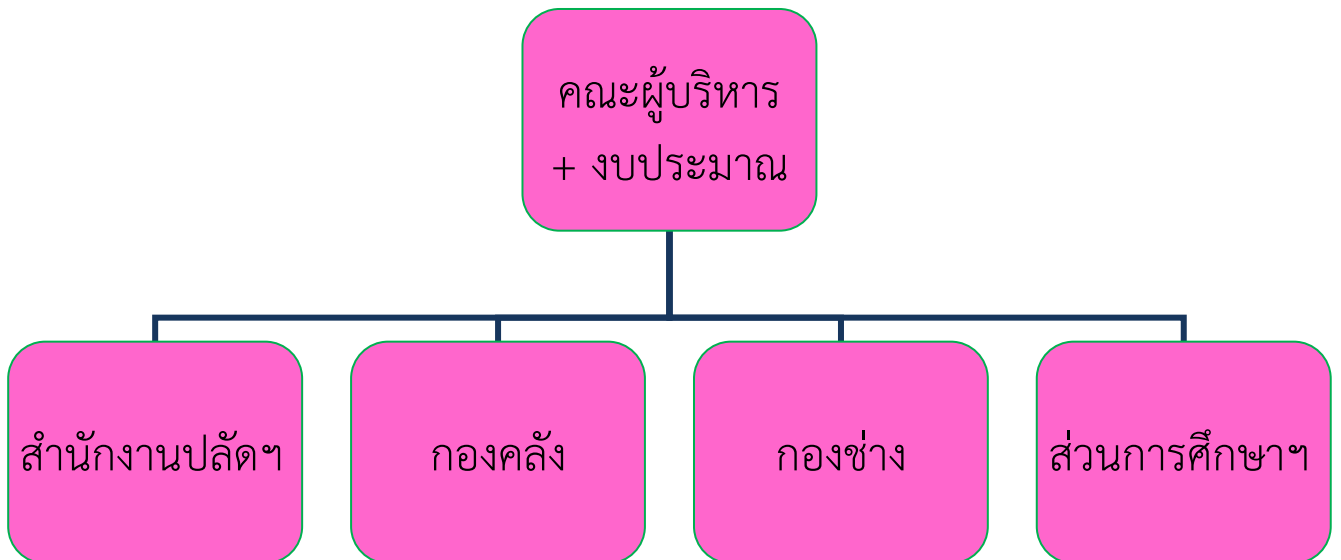 คณะผู้บริหาร
+ งบประมาณ
สำนักงานปลัดฯ
กองคลัง
กองช่าง
ส่วนการศึกษาฯ